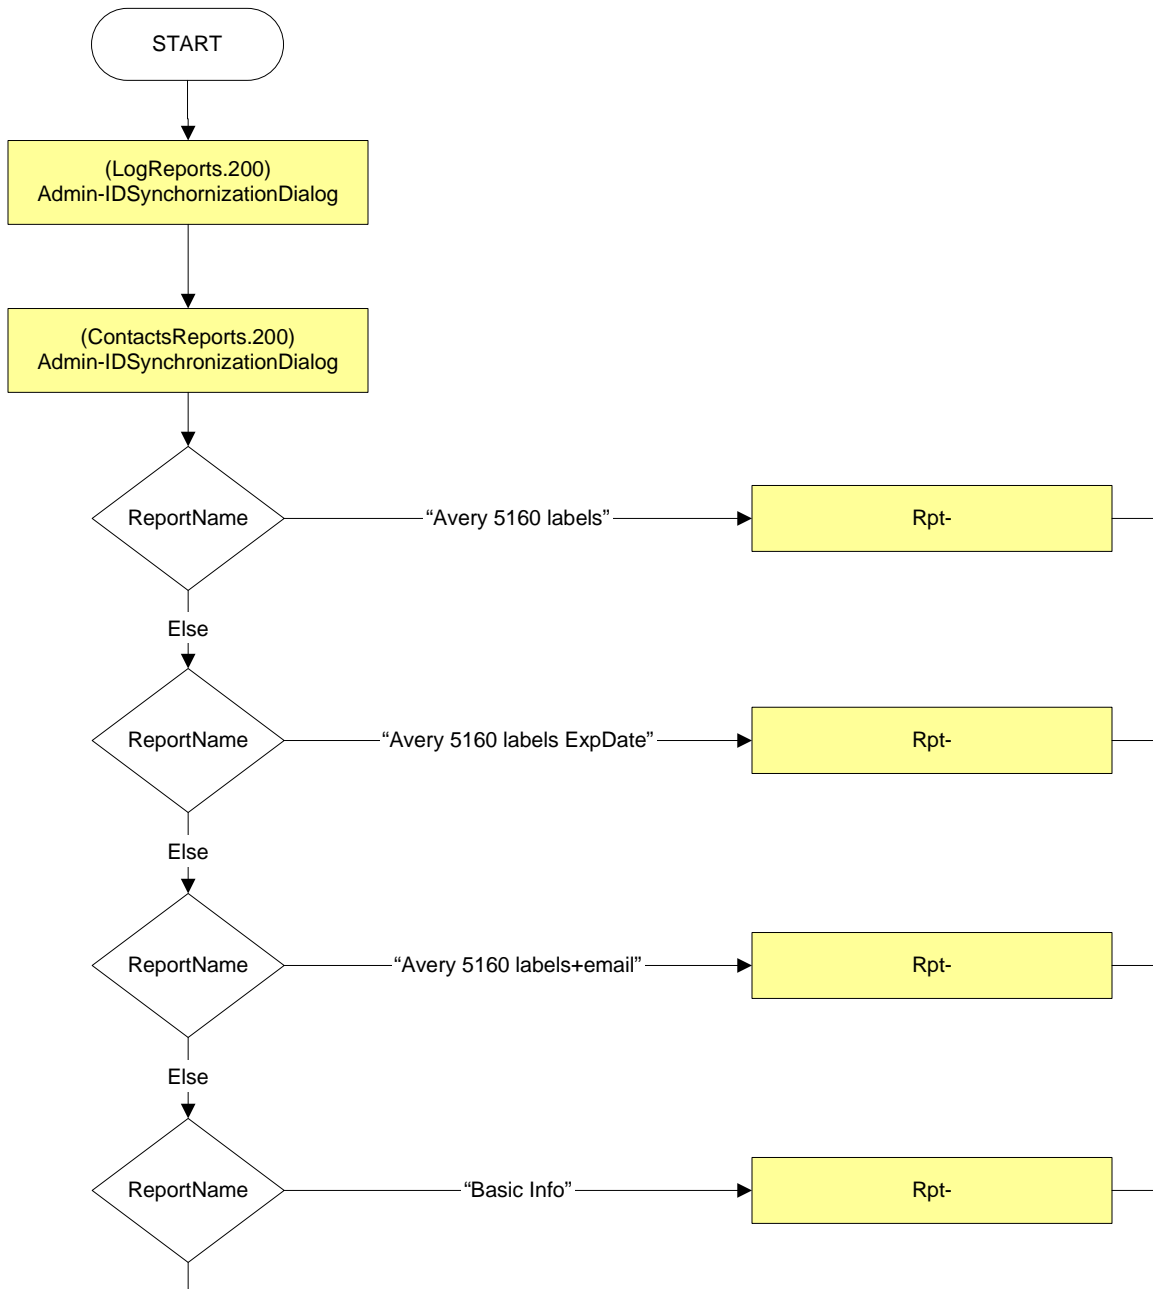 START
(LogReports.200)
Admin-IDSynchornizationDialog
(ContactsReports.200)
Admin-IDSynchronizationDialog
ReportName
“Avery 5160 labels”
Rpt-
Else
ReportName
“Avery 5160 labels ExpDate”
Rpt-
Else
ReportName
“Avery 5160 labels+email”
Rpt-
Else
ReportName
“Basic Info”
Rpt-